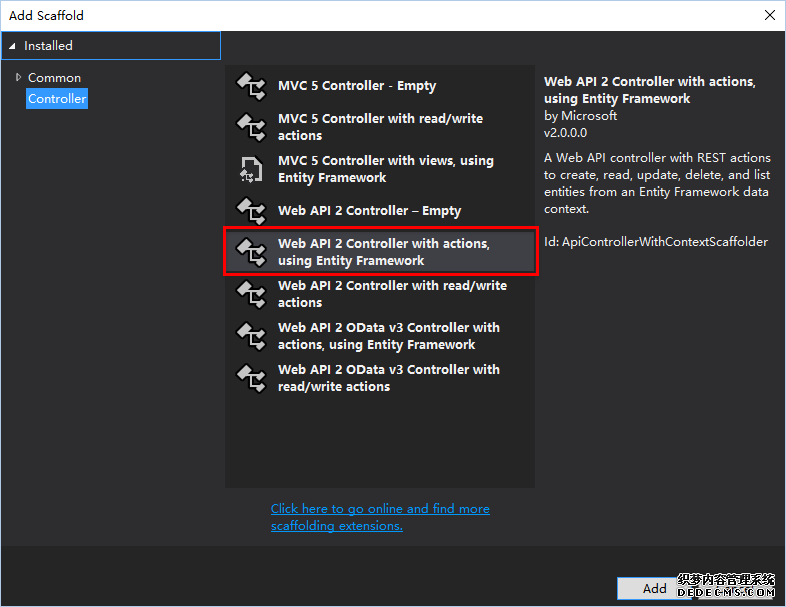 Add Scaffold
Installed
Common
Controller
MVC 5 Controller - Empty
MVC 5 Controller with read/write
actions
MVC 5 Controller with views, using
Entity Framework
Web API 2 Controller – Empty
Web API 2 Controller with actions,
using Entity Framework
Web API 2 Controller with read/write
actions
Web API 2 OData v3 Controller with
actions, using Entity Framework
Web API 2 OData v3 Controller with
read/write actions
Click here to go online and find more
scaffolding extensions.
Web API 2 Controller with actions,
using Entity Framework
by Microsoft
v2.0.0.0
A Web API controller with REST actions
to create, read, update, delete, and list
entities from an Entity Framework data
context.
Id: ApiControllerWithContextScaffolder
Add
织梦内容管理系统
DEDECMS.COM